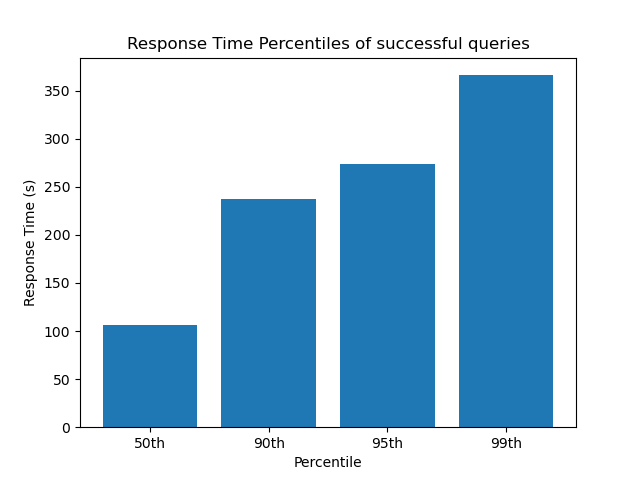 Response Time Percentiles of successful queries
350
300
250
200
150
100
50
0
Response Time (s)
50th 90th 95th 99th
Percentile